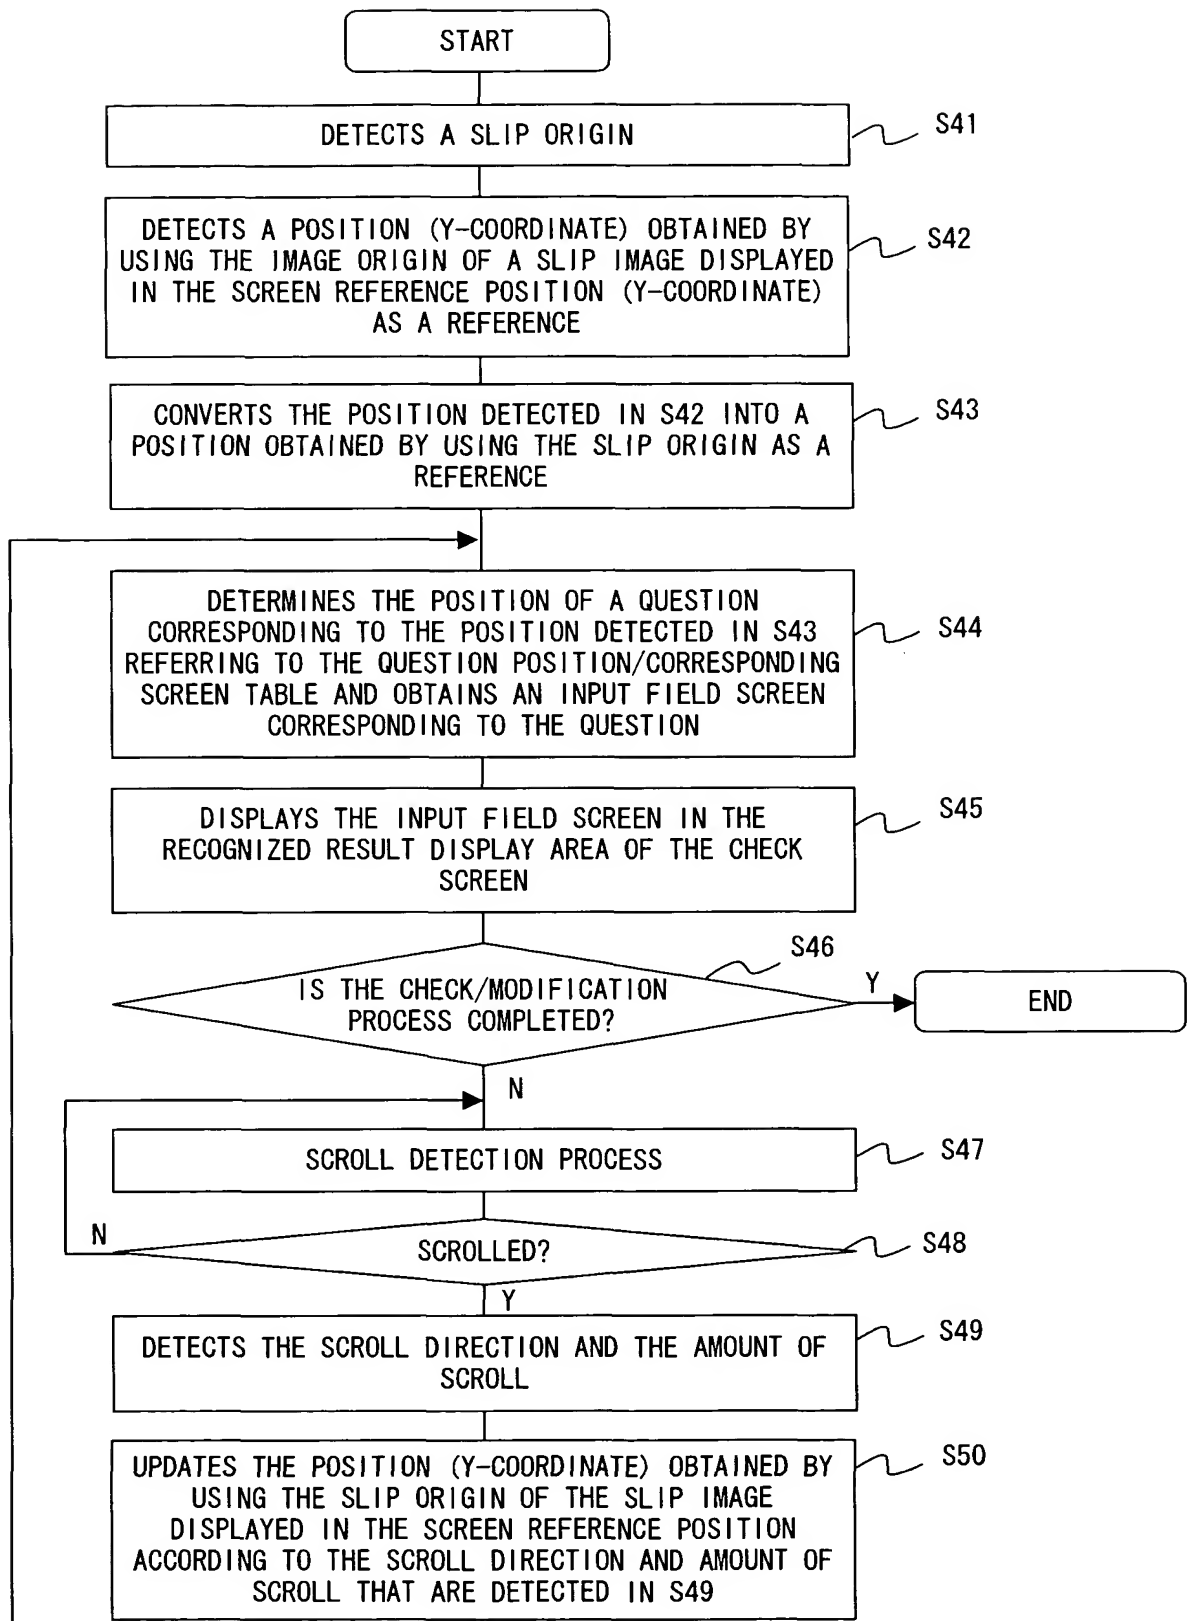 START
DETECTS A SLIP ORIGIN
S41
DETECTS A POSITION (Y-COORDINATE) OBTAINED BY
USING THE IMAGE ORIGIN OF A SLIP IMAGE DISPLAYED
IN THE SCREEN REFERENCE POSITION (Y-COORDINATE)
AS A REFERENCE
S42
CONVERTS THE POSITION DETECTED IN S42 INTO A
POSITION OBTAINED BY USING THE SLIP ORIGIN AS A
REFERENCE
S43
DETERMINES THE POSITION OF A QUESTION
CORRESPONDING TO THE POSITION DETECTED IN S43
REFERRING TO THE QUESTION POSITION/CORRESPONDING
SCREEN TABLE AND OBTAINS AN INPUT FIELD SCREEN
CORRESPONDING TO THE QUESTION
S44
DISPLAYS THE INPUT FIELD SCREEN IN THE
RECOGNIZED RESULT DISPLAY AREA OF THE CHECK
SCREEN
S45
IS THE CHECK/MODIFICATION
PROCESS COMPLETED?
S46
Y
END
N
SCROLL DETECTION PROCESS
S47
N
SCROLLED?
S48
Y
DETECTS THE SCROLL DIRECTION AND THE AMOUNT OF
SCROLL
S49
UPDATES THE POSITION (Y-COORDINATE) OBTAINED BY
USING THE SLIP ORIGIN OF THE SLIP IMAGE
DISPLAYED IN THE SCREEN REFERENCE POSITION
ACCORDING TO THE SCROLL DIRECTION AND AMOUNT OF
SCROLL THAT ARE DETECTED IN S49
S50